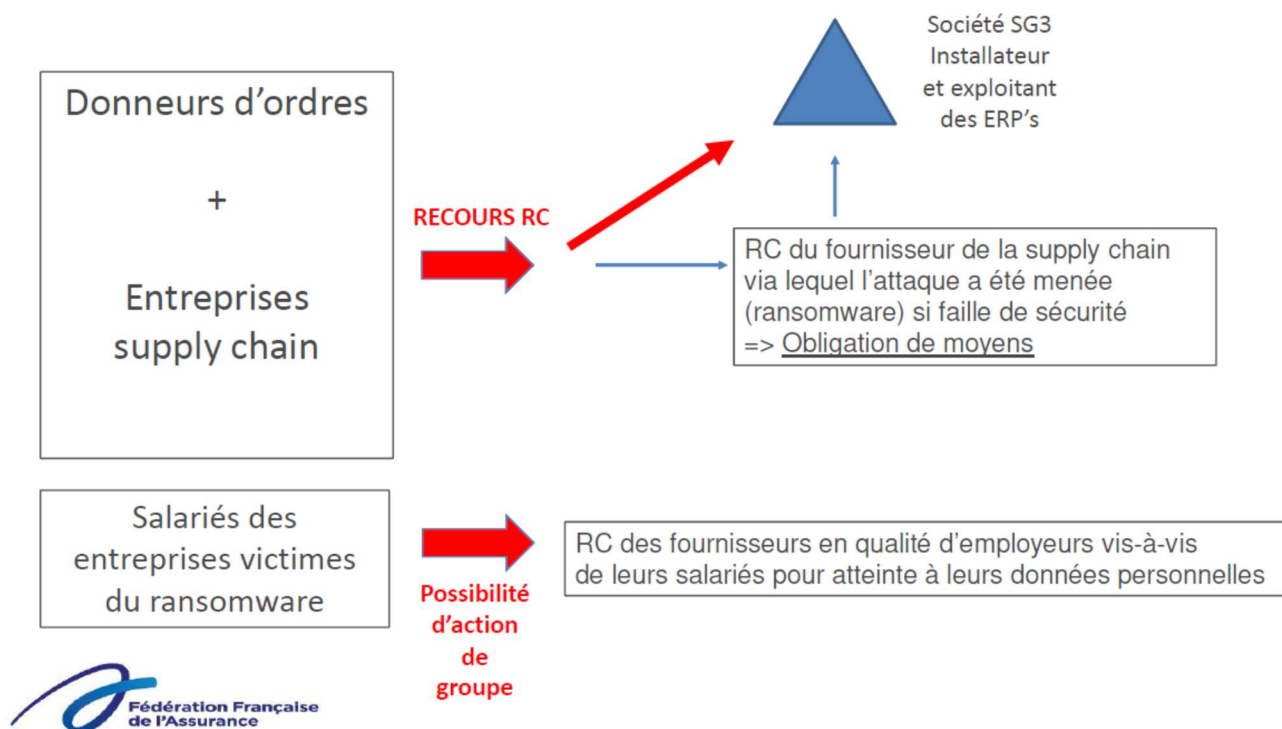 Société SG3
Installateur
et exploitant
des ERP's
Donneurs d'ordres
+
Entreprises
supply chain
RECOURS RC
RC du fournisseur de la supply chain
via lequel l'attaque a été menée
(ransomware) si faille de sécurité
=> Obligation de moyens
Salariés des
entreprises victimes
du ransomware
Possibilité
d'action
de
groupe
RC des fournisseurs en qualité d'employeurs vis-à-vis
de leurs salariés pour atteinte à leurs données personnelles
Fédération Française
de l'Assurance